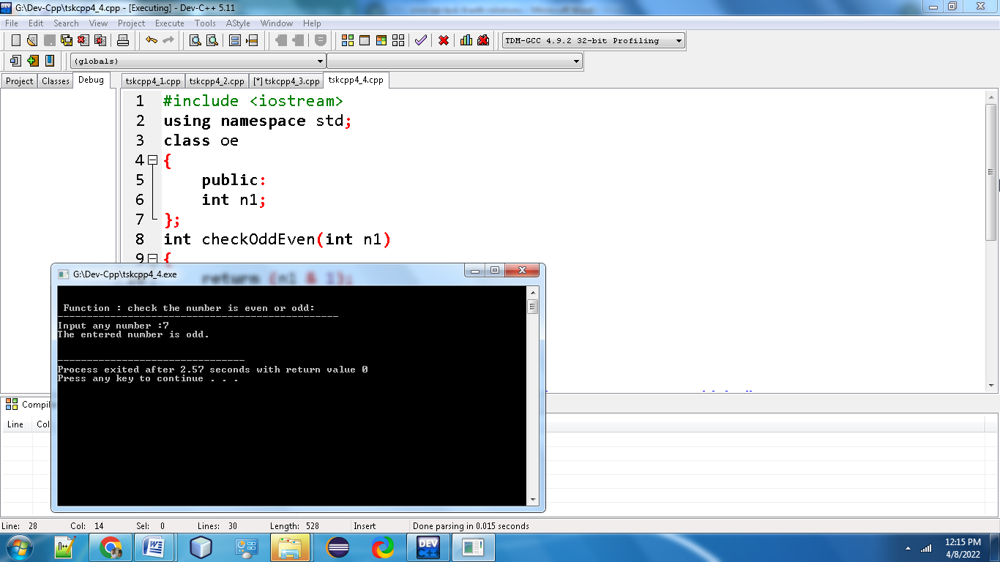 G:\Dev-Cpp\tskcpp4_4.cpp - [Executing] - Dev-C++ 5.11
File Edit Search View Project Execute Tools AStyle Window Help
TDM-GCC 4.9.2 32-bit Profiling
(globals)
Project Classes Debug tskcpp4_1.cpp tskcpp4_2.cpp [*] tskcpp4_3.cpp tskcpp4_4.cpp
1 #include <iostream>
2 using namespace std;
3 class oe
4 {
5 public:
6 int n1;
7 };
8 int checkOddEven(int n1)
9 {
G:\Dev-Cpp\tskcpp4_4.exe
return (n1 & 1);
Function : check the number is even or odd:
------------------------------------------------
Input any number :7
The entered number is odd.
--------------------------------
Process exited after 2.57 seconds with return value 0
Press any key to continue . . .
Compil
Line Col
Line: 28 Col: 14 Sel: 0 Lines: 30 Length: 528 Insert Done parsing in 0.015 seconds
n++
W
DEV
C++
12:15 PM
4/8/2022